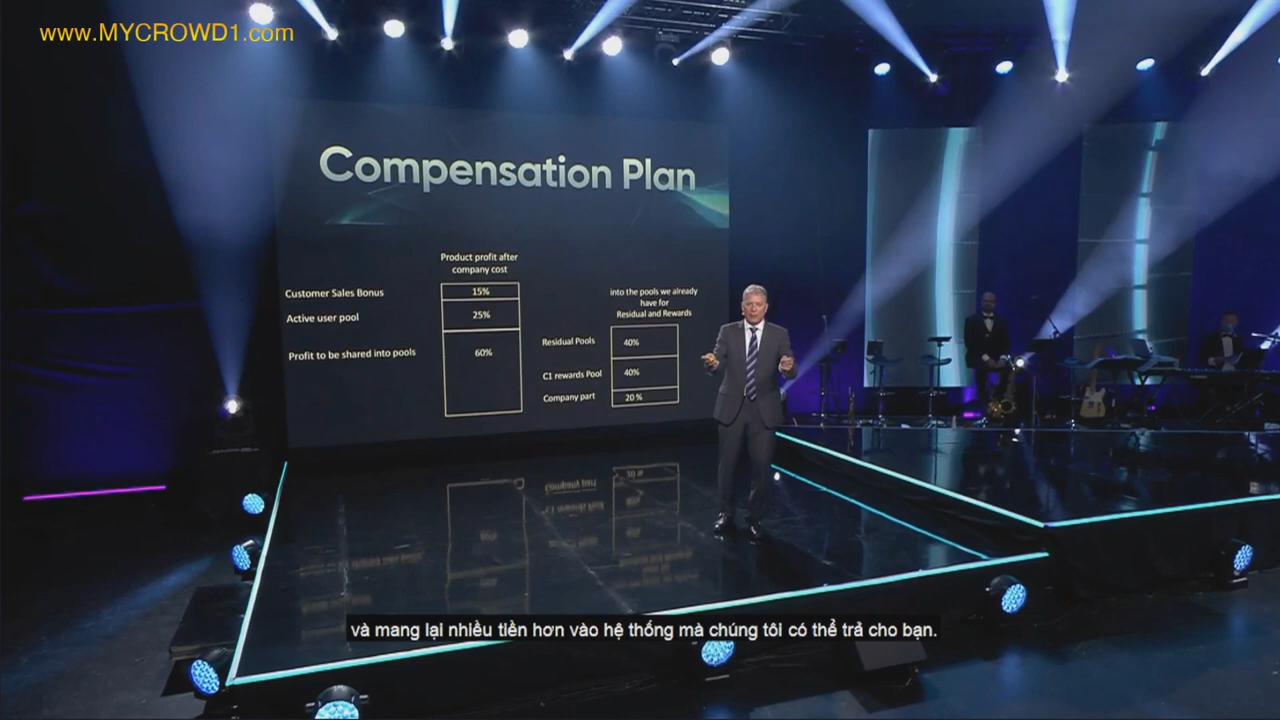 www.MYCROWD1.com
Compensation Plan
Product profit after
company cost
Customer Sales Bonus
15%
Active user pool
25%
Profit to be shared into pools
60%
into the pools we already
have for
Residual and Rewards
Residual Pools
40%
C1 rewards Pool
40%
Company part
20 %
và mang lại nhiều tiền hơn vào hệ thống mà chúng tôi có thể trả cho bạn.